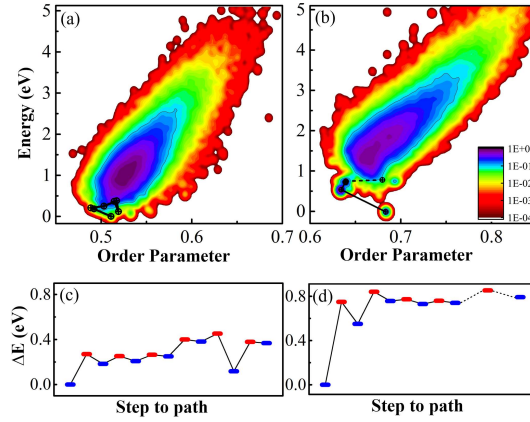 (a)
(b)
5
4
3
2
1
0
Energy (eV)
5
4
3
2
1
0
1E+0
1E-01
1E-02
1E-03
1E-04
0.5 0.6 0.7
0.6 0.7 0.8
Order Parameter
Order Parameter
(c)
(d)
0.8
0.4
0.0
ΔE (eV)
0.8
0.4
0.0
Step to path
Step to path